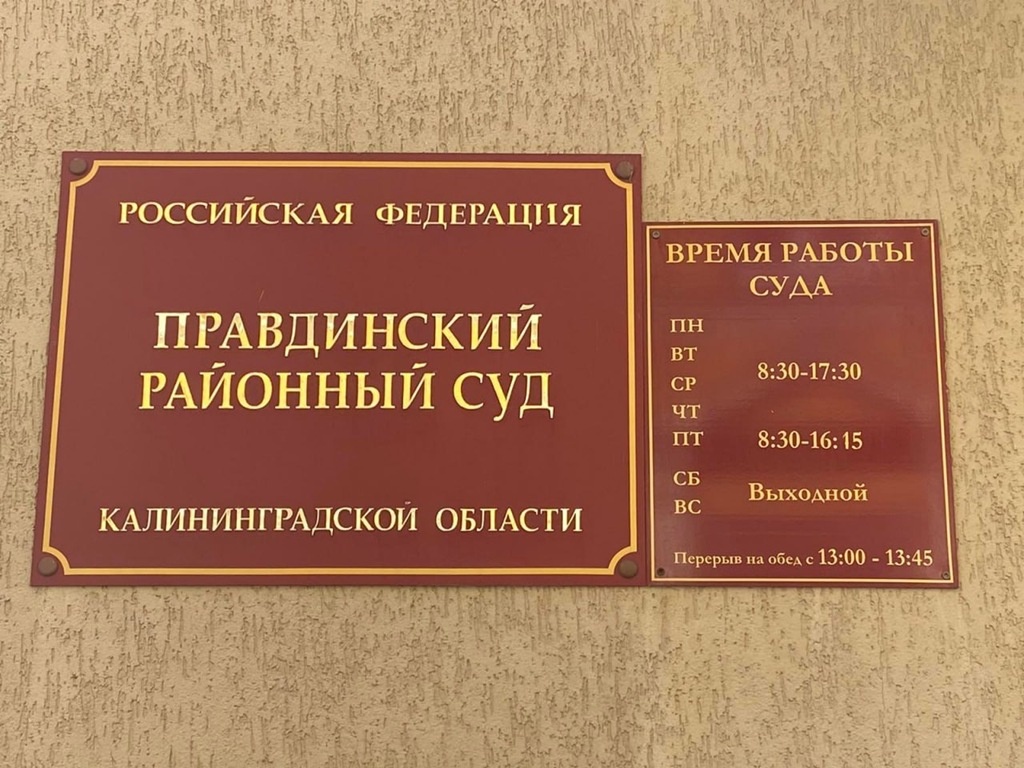 РОССИЙСКАЯ ФЕДЕРАЦИЯ
ПРАВДИНСКИЙ
РАЙОННЫЙ СУД
КАЛИНИНГРАДСКОЙ ОБЛАСТИ
ВРЕМЯ РАБОТЫ
СУДА
ПН
ВТ
8:30-17:30
СР
ЧТ
ПТ 8:30-16:15
СБ
Выходной
ВС
Перерыв на обед с 13:00 - 13:45